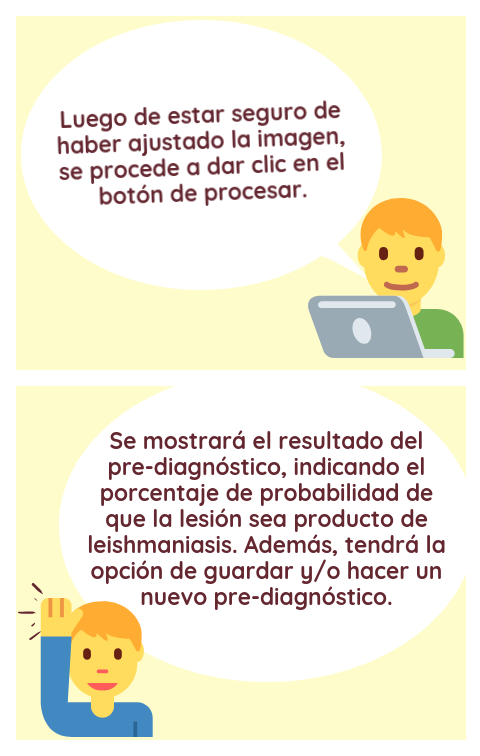 Luego de estar seguro de
haber ajustado la imagen,
se procede a dar clic en el
botón de procesar.
Se mostrará el resultado del
pre-diagnóstico, indicando el
porcentaje de probabilidad de
que la lesión sea producto de
leishmaniasis. Además, tendrá la
opción de guardar y/o hacer un
nuevo pre-diagnóstico.